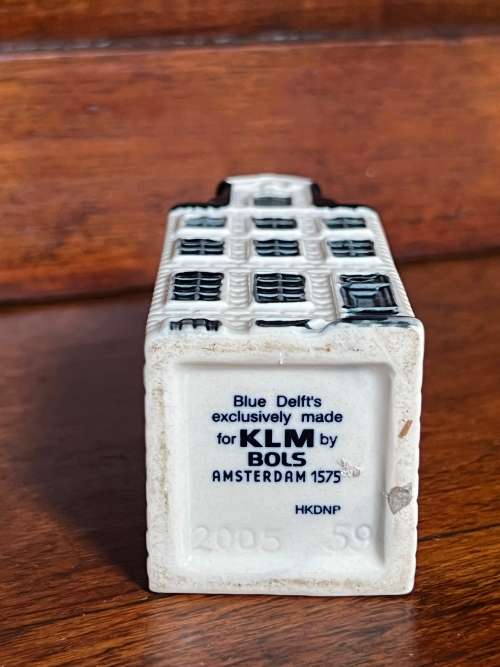 Blue Delft's
exclusively made
for KLM by
BOLS
AMSTERDAM 1575
HKDNP
2005 59